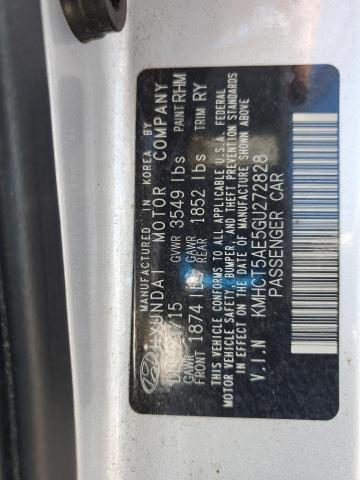 MANUFACTURED IN KOREA BY
HYUNDAI MOTOR COMPANY
/15 GVWR 3549 lbs PAINT RHM
GAWR FRONT 1874 GAWR REAR 1852 lbs TRIM RY
THIS VEHICLE CONFORMS TO ALL APPLICABLE U.S.A. FEDERAL
MOTOR VEHICLE SAFETY, BUMPER, AND THEFT PREVENTION STANDARDS
IN EFFECT ON THE DATE OF MANUFACTURE SHOWN ABOVE
V.I.N KMHCT5AE5GU272828
PASSENGER CAR